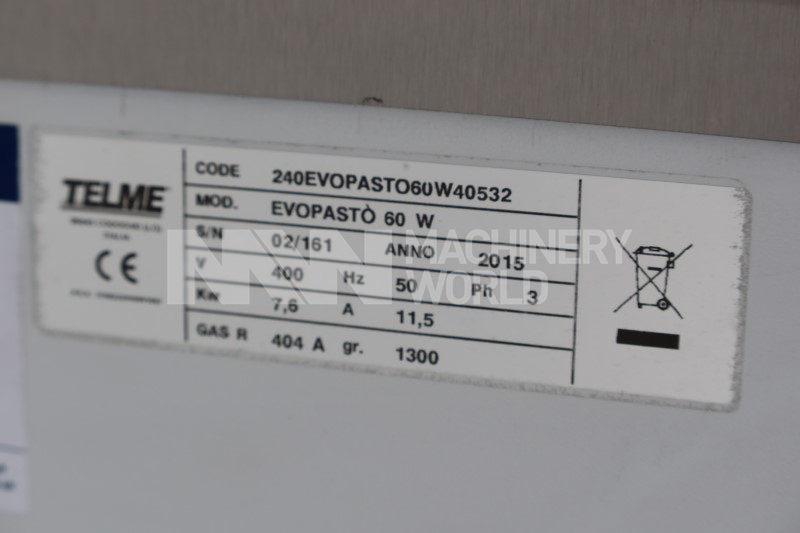 TELME
CE
CODE 240EVOPASTO60W40532
MOD. EVOPASTÒ 60 W
S/N 02/161 ANNO 2015
V 400 Hz 50 Ph 3
Kw 7,6 A 11,5
GAS R 404 A gr. 1300
MACHINERY
WORLD